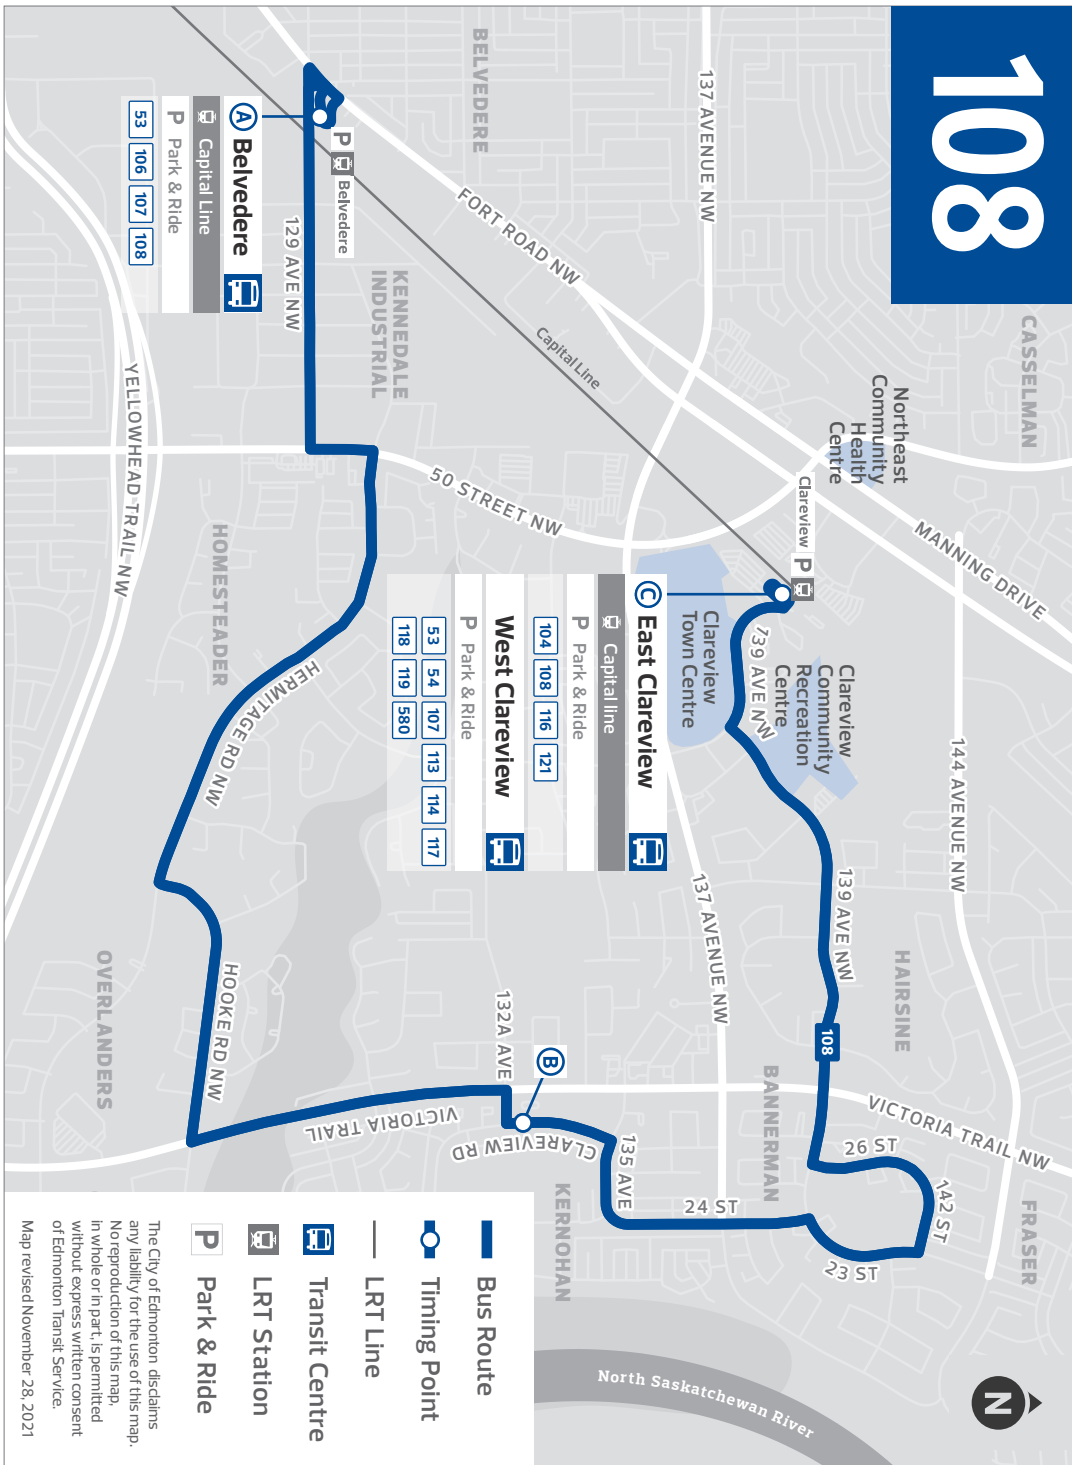 108
CASSELMAN
BELVEDERE
137 AVENUE NW
FORT ROAD NW
Northeast
Community
Health
Centre
MANNING DRIVE
Capital Line
Clareview
P
P
Belvedere
A Belvedere
Capital Line
P Park & Ride
53 106 107 108
129 AVE NW
KENNEDALE
INDUSTRIAL
50 STREET NW
YELLOWHEAD TRAIL NW
HOMESTEADER
HERMITAGE RD NW
C East Clareview
Capital line
P Park & Ride
104 108 116 121
West Clareview
P Park & Ride
53 54 107 113 114 117
118 119 580
Clareview
Town Centre
139 AVE NW
Clareview
Community
Recreation
Centre
144 AVENUE NW
139 AVE NW
137 AVENUE NW
HAIRSINE
108
OVERLANDERS
HOOKE RD NW
132A AVE
B
VICTORIA TRAIL
CLAREVIEW RD
135 AVE
BANNERMAN
VICTORIA TRAIL NW
26 ST
142 ST
24 ST
23 ST
FRASER
KERNOHAN
North Saskatchewan River
N
Bus Route
Timing Point
LRT Line
Transit Centre
LRT Station
P Park & Ride
The City of Edmonton disclaims
any liability for the use of this map.
No reproduction of this map,
in whole or in part, is permitted
without express written consent
of Edmonton Transit Service.
Map revised November 28, 2021